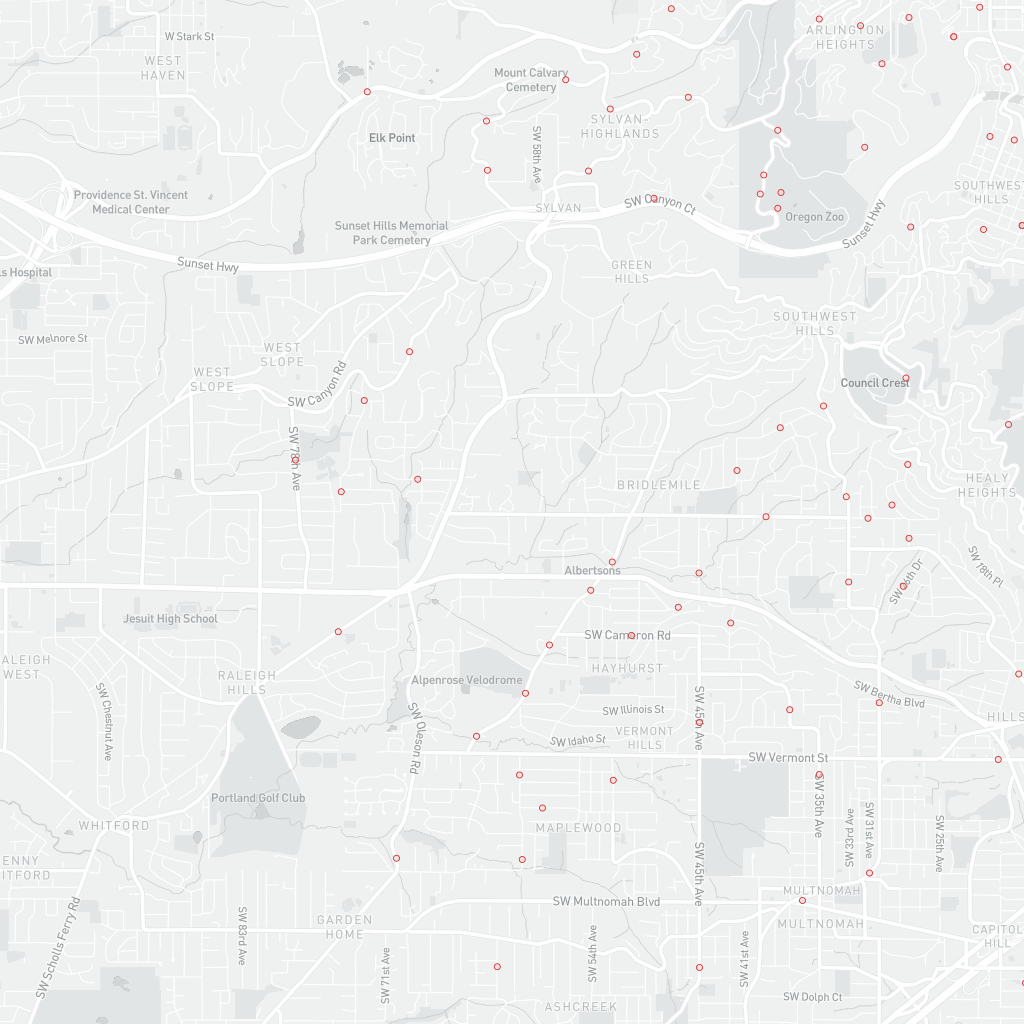 W Stark St
WEST
HAVEN
ARLINGTON
HEIGHTS
Mount Calvary
Cemetery
SYLVAN-
HIGHLANDS
Elk Point
SW 58th Ave
Providence St. Vincent
Medical Center
SOUTHWEST
HILLS
SW Canyon Ct
SYLVAN
Oregon Zoo
Sunset Hwy
Sunset Hills Memorial
Park Cemetery
Sunset Hwy
ls Hospital
GREEN
HILLS
SOUTHWEST
HILLS
SW Melnore St
WEST
SLOPE
WEST
SLOPE
SW Canyon Rd
Council Crest
SW 78th Ave
BRIDLEMILE
HEALY
HEIGHTS
Albertsons
SW 18th Pl
SW 26th Dr
Jesuit High School
SW Cameron Rd
RALEIGH
WEST
RALEIGH
HILLS
Alpenrose Velodrome
HAYHURST
SW Bertha Blvd
SW Chestnut Ave
SW Oleson Rd
SW Illinois St
SW 45th Ave
HILLS
SW Idaho St
VERMONT
HILLS
SW Vermont St
Portland Golf Club
WHITFORD
MAPLEWOOD
SW 35th Ave
SW 33rd Ave
SW 31st Ave
SW 25th Ave
ENNY
ITFORD
SW 45th Ave
MULTNOMAH
SW Multnomah Blvd
MULTNOMAH
GARDEN
HOME
CAPITOL
HILL
SW Scholls Ferry Rd
SW 83rd Ave
SW 71st Ave
SW 54th Ave
SW 41st Ave
SW Dolph Ct
ASHCREEK